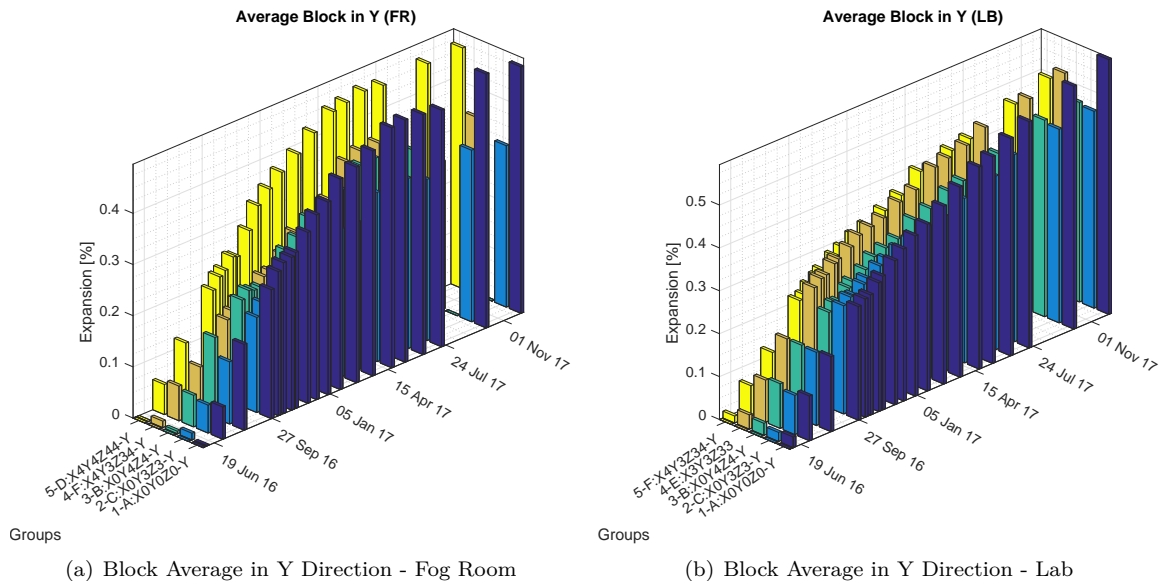 Average Block in Y (FR)
Expansion [%]
0.4
0.3
0.2
0.1
0
5-D:X4Y4Z44-Y
4-F:X4Y3Z34-Y
3-B:X0Y4Z4-Y
2-C:X0Y3Z3-Y
1-A:X0Y0Z0-Y
Groups
19 Jun 16
27 Sep 16
05 Jan 17
15 Apr 17
24 Jul 17
01 Nov 17
(a) Block Average in Y Direction - Fog Room
Average Block in Y (LB)
Expansion [%]
0.5
0.4
0.3
0.2
0.1
0
5-F:X4Y3Z34-Y
4-E:X3Y3Z33
3-B:X0Y4Z4-Y
2-C:X0Y3Z3-Y
1-A:X0Y0Z0-Y
Groups
19 Jun 16
27 Sep 16
05 Jan 17
15 Apr 17
24 Jul 17
01 Nov 17
(b) Block Average in Y Direction - Lab